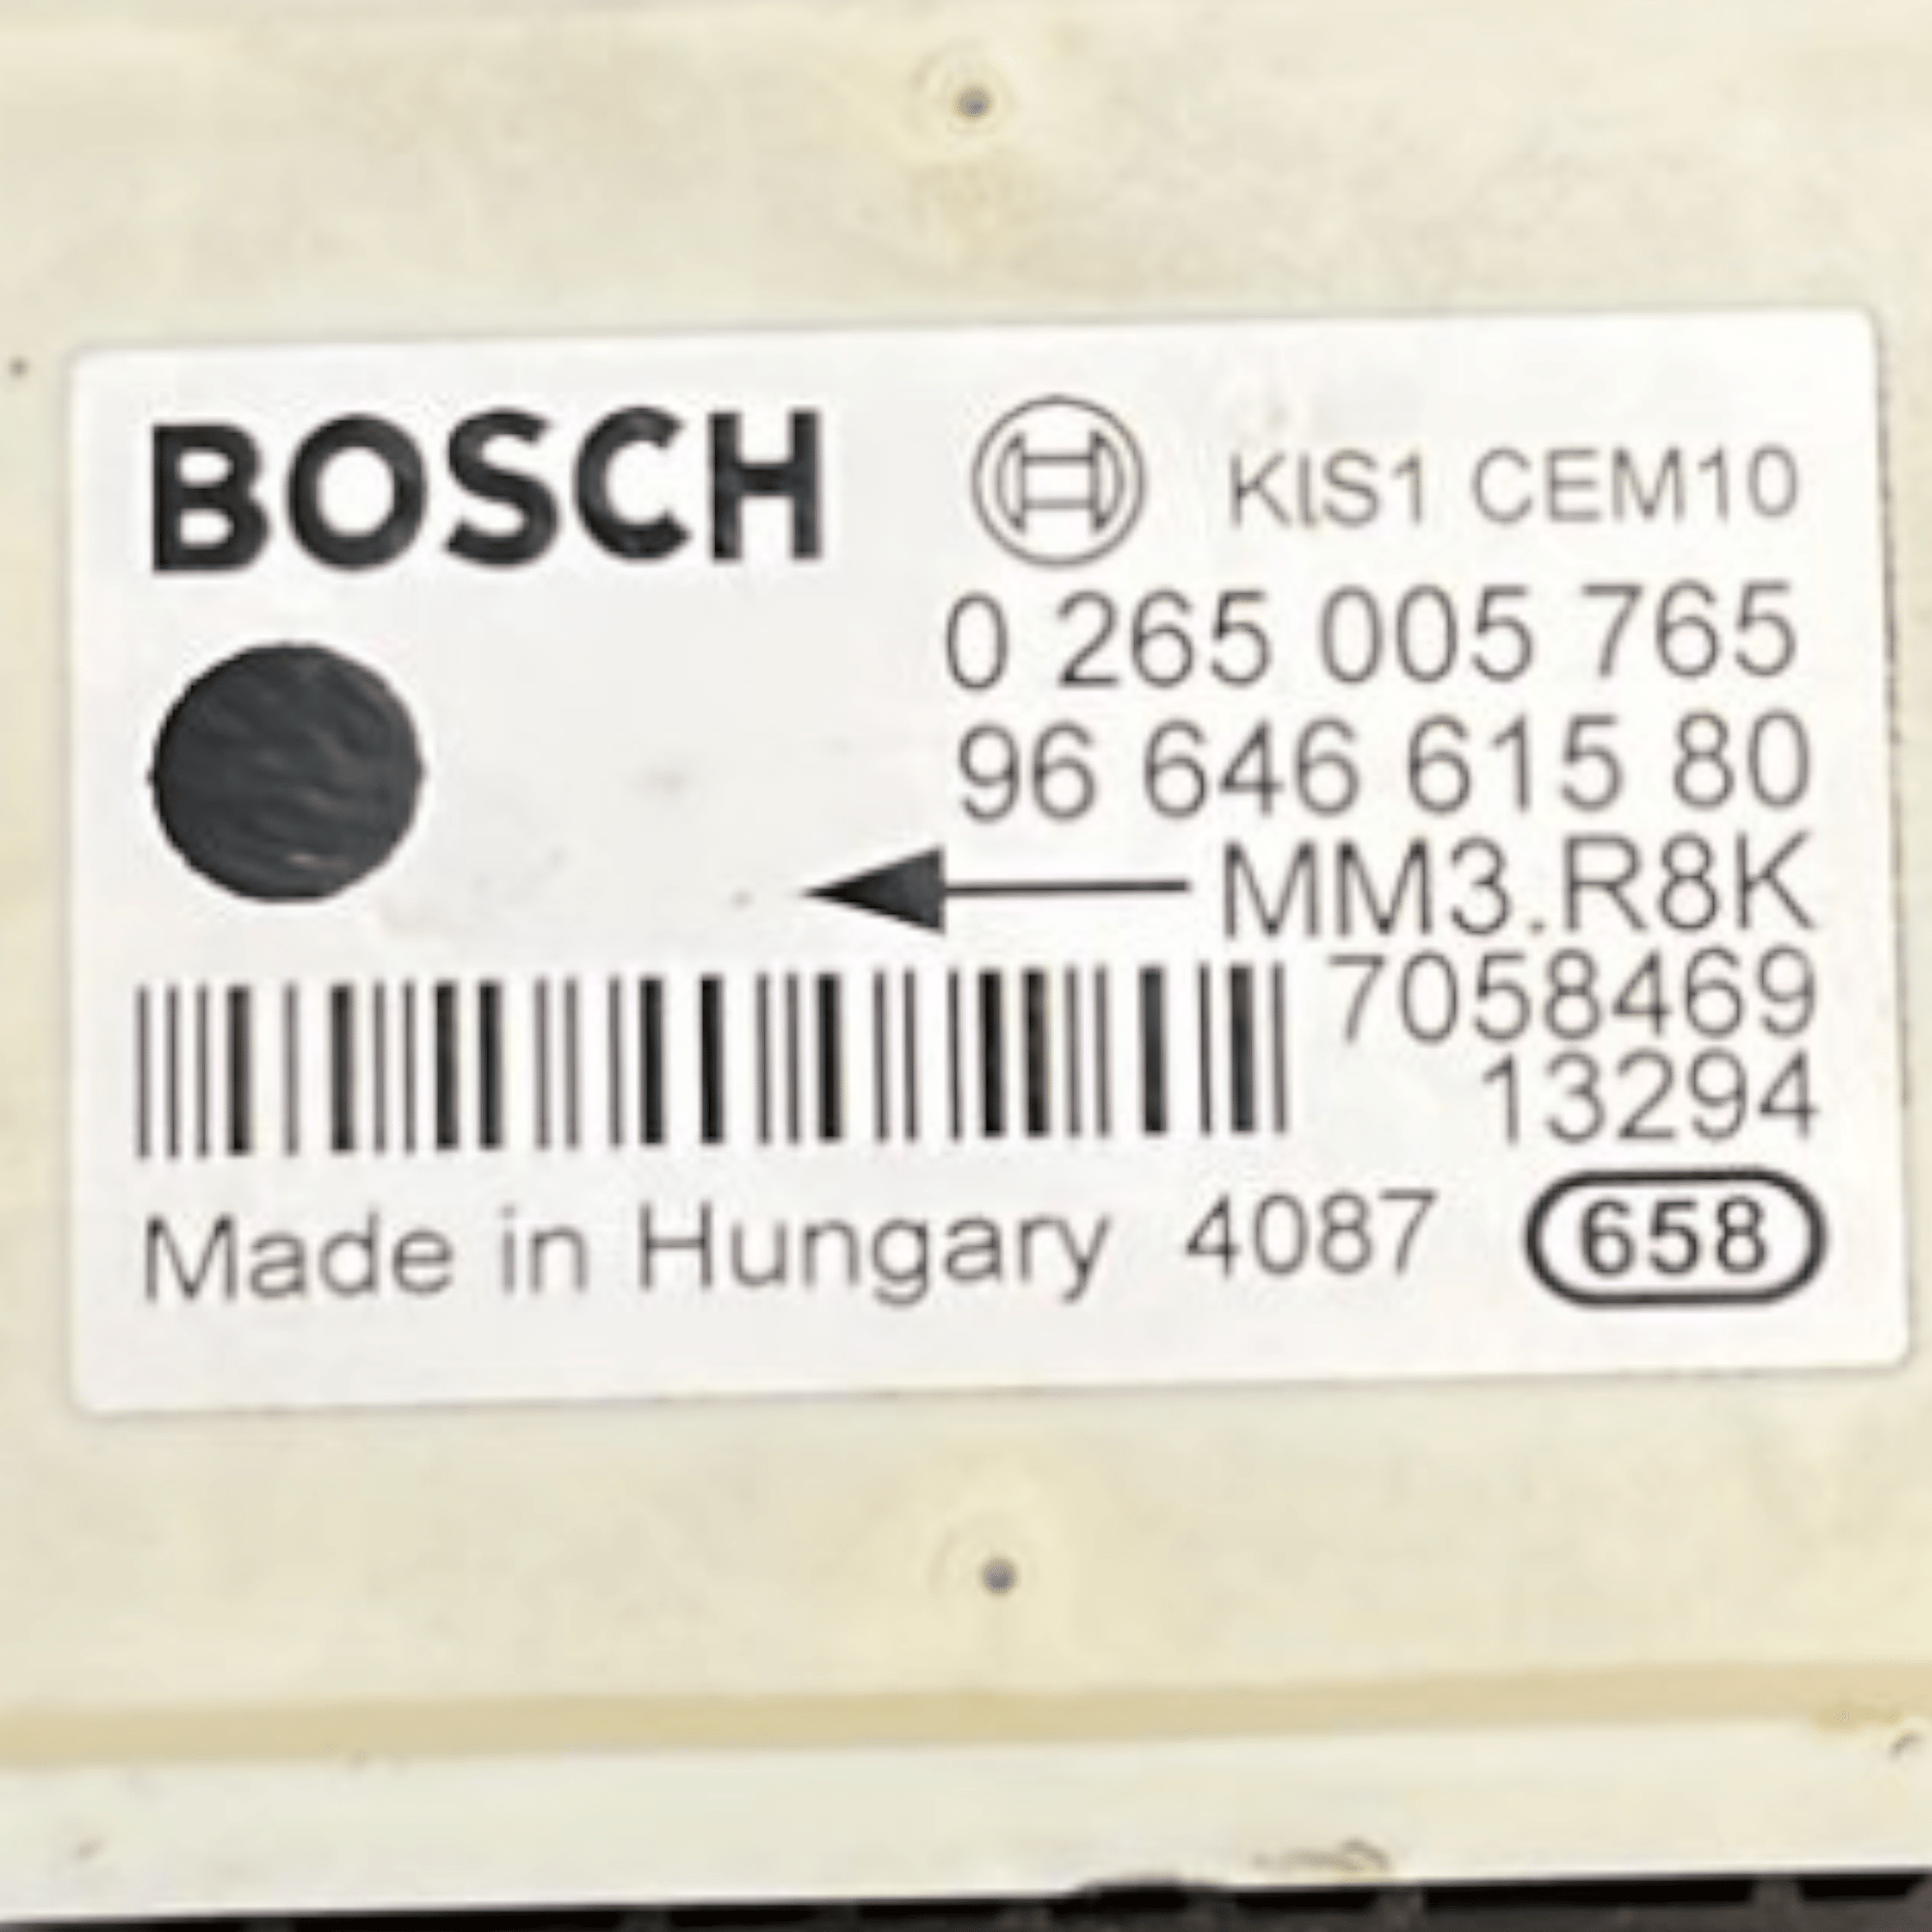 BOSCH KIS1 CEM10
0 265 005 765
96 646 615 80
MM3.R8K
7058469
13294
Made in Hungary 4087 658